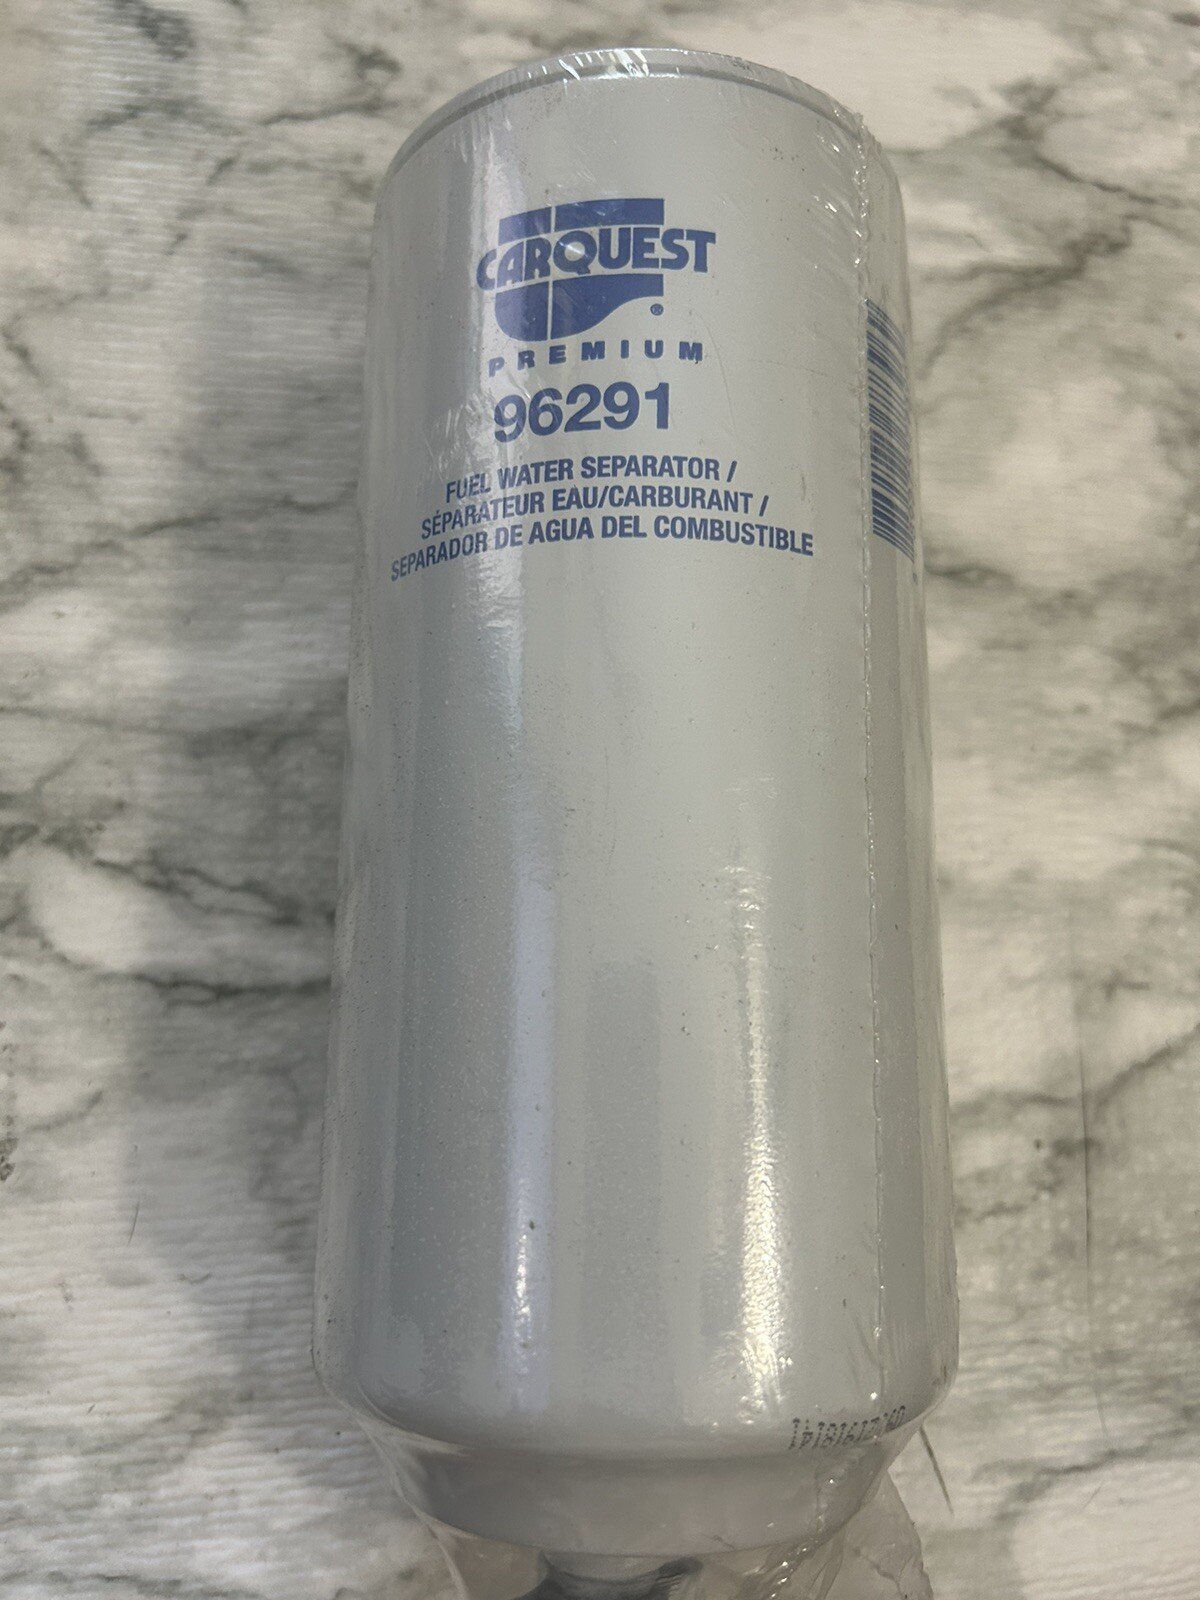 CARQUEST
®
PREMIUM
96291
FUEL WATER SEPARATOR /
SÉPARATEUR EAU/CARBURANT /
SEPARADOR DE AGUA DEL COMBUSTIBLE